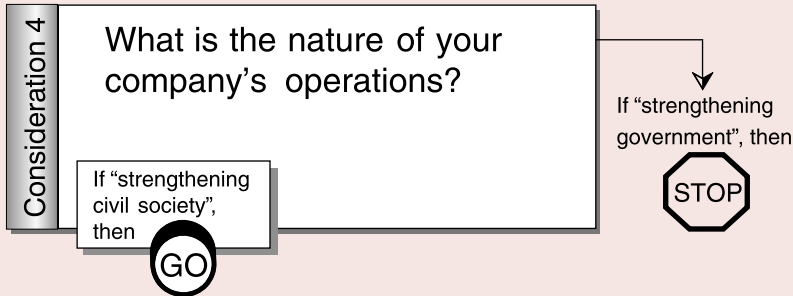 Consideration 4
What is the nature of your
company’s operations?
If “strengthening
government”, then
STOP
If “strengthening
civil society”,
then
GO